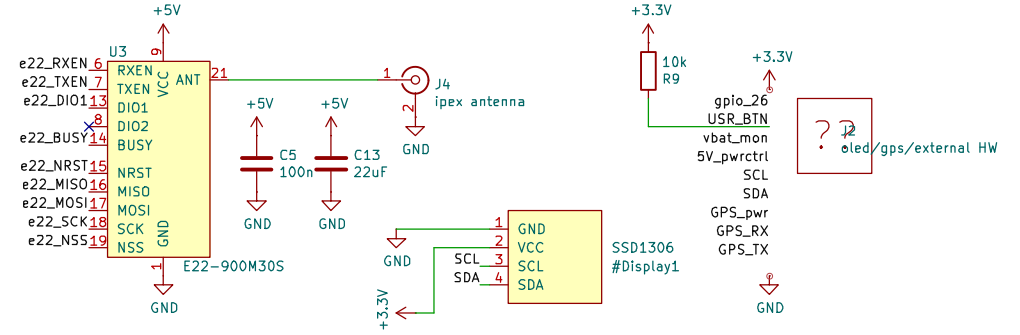 +5V
U3
9
VCC
e22_RXEN 6 RXEN
e22_TXEN 7 TXEN
e22_DIO1 13 DIO1
8 DIO2
e22_BUSY 14 BUSY
e22_NRST 15 NRST
e22_MISO 16 MISO
e22_MOSI 17 MOSI
e22_SCK 18 SCK
e22_NSS 19 NSS
ANT 21
GND
1
E22-900M30S
GND
1
J4
ipex antenna
2
GND
+5V
C5
100n
GND
+5V
C13
22uF
GND
1 GND
2 VCC
SCL 3 SCL
SDA 4 SDA
GND
+3.3V
SSD1306
#Display1
+3.3V
10k
R9
+3.3V
gpio_26
USR_BTN
vbat_mon
5V_pwrctrl
SCL
SDA
GPS_pwr
GPS_RX
GPS_TX
GND
??
J2
oled/gps/external HW